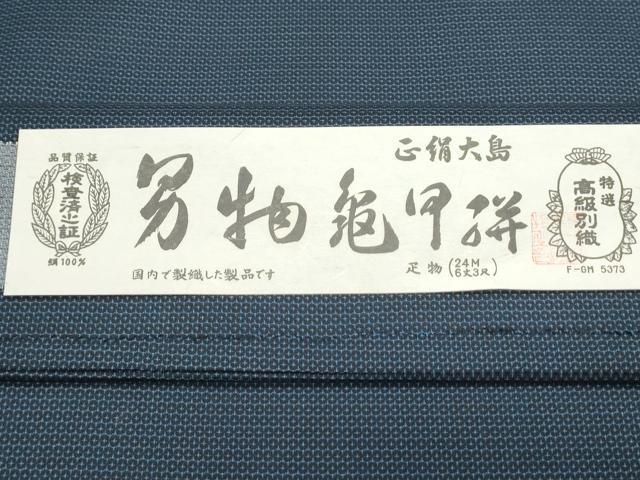 品質保証
検査済之証
絹100%
正絹大島
男物亀甲絣
国内で製織した製品です
疋物(24M 6丈3尺)
特選
高級別織
F-GM 5373